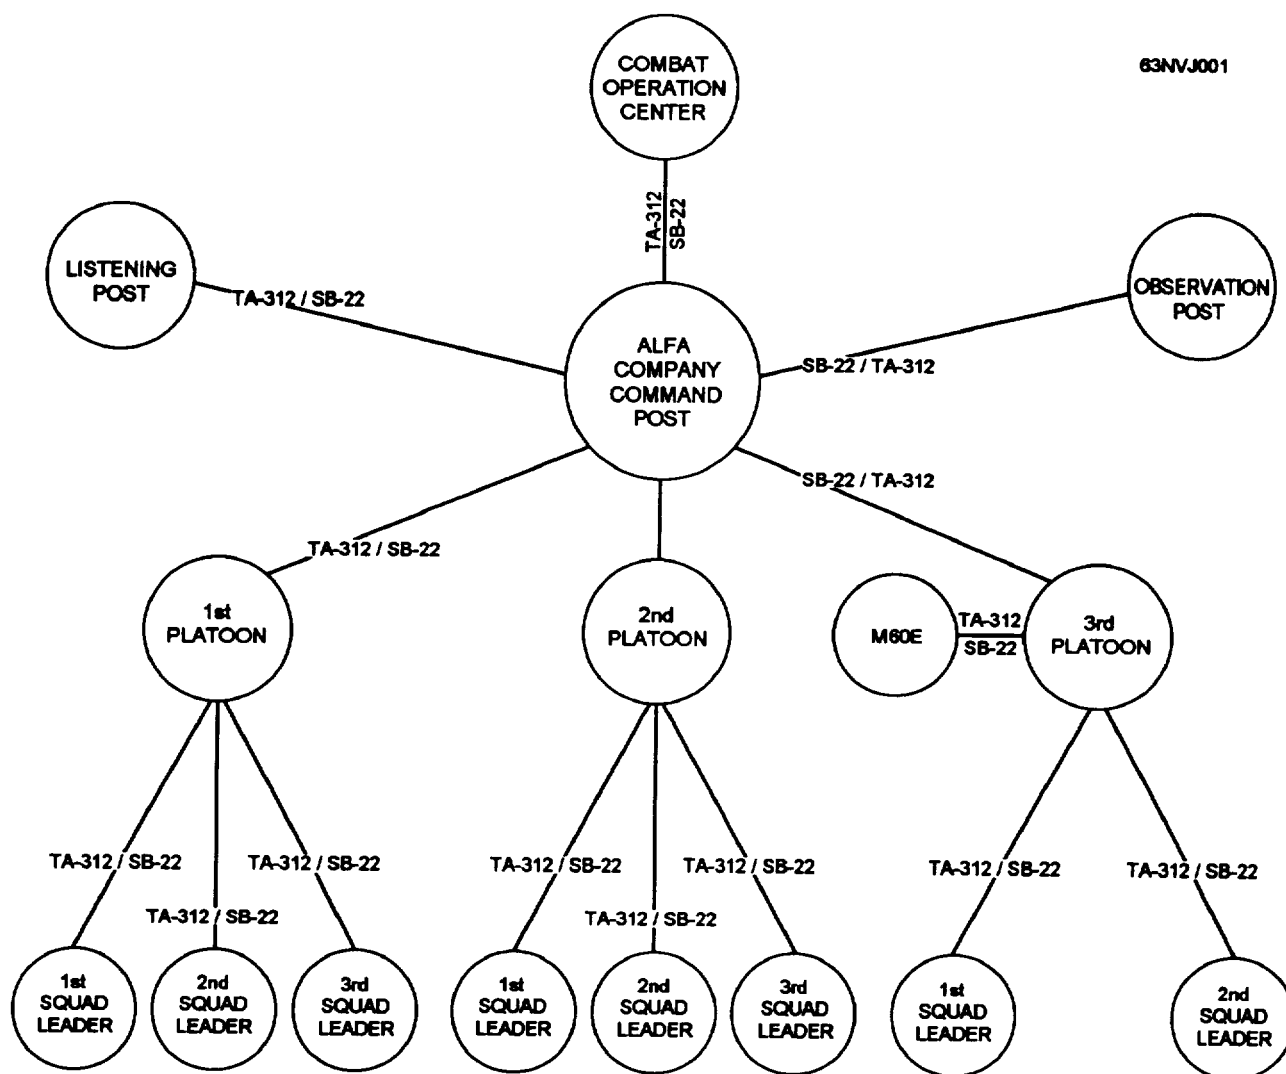 63NVJ001
COMBAT
OPERATION
CENTER
TA-312
SB-22
LISTENING
POST
TA-312 / SB-22
OBSERVATION
POST
ALFA
COMPANY
COMMAND
POST
SB-22 / TA-312
SB-22 / TA-312
TA-312 / SB-22
1st
PLATOON
2nd
PLATOON
M60E
TA-312
SB-22
3rd
PLATOON
TA-312 / SB-22
TA-312 / SB-22
TA-312 / SB-22
TA-312 / SB-22
TA-312 / SB-22
TA-312 / SB-22
TA-312 / SB-22
TA-312 / SB-22
1st
SQUAD
LEADER
2nd
SQUAD
LEADER
3rd
SQUAD
LEADER
1st
SQUAD
LEADER
2nd
SQUAD
LEADER
3rd
SQUAD
LEADER
1st
SQUAD
LEADER
2nd
SQUAD
LEADER